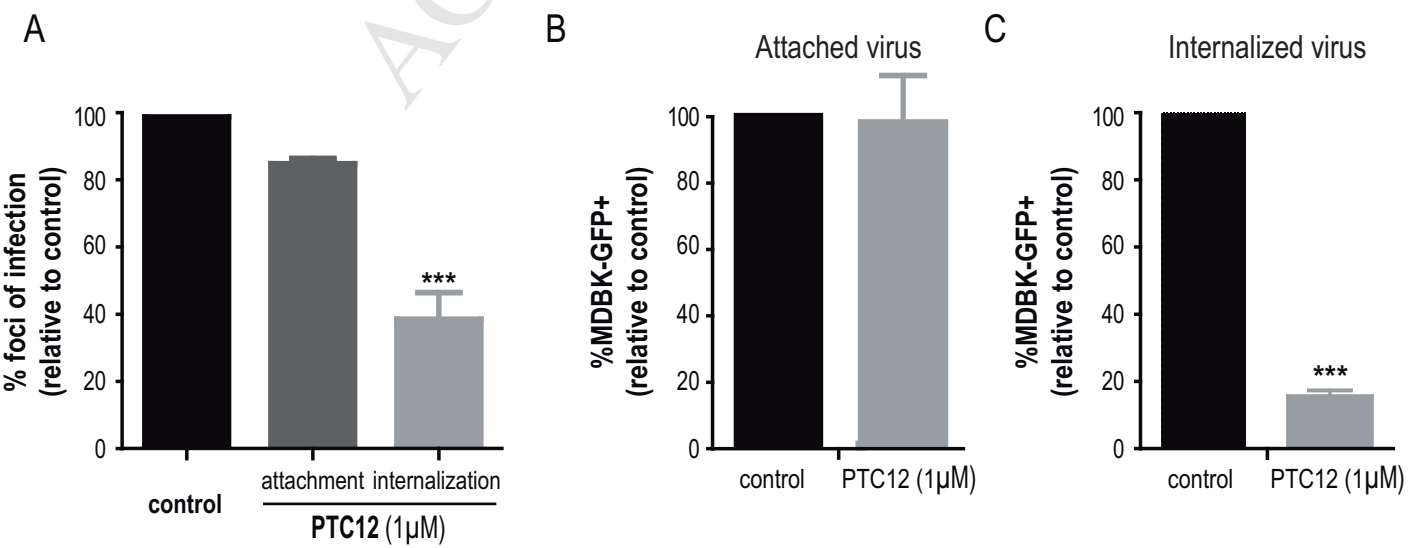 A
% foci of infection
(relative to control)
100
80
60
40
20
0
***
control
attachment internalization
PTC12 (1µM)
B
Attached virus
%MDBK-GFP+
(relative to control)
100
80
60
40
20
0
control
PTC12 (1µM)
C
Internalized virus
%MDBK-GFP+
(relative to control)
100
80
60
40
20
0
***
control
PTC12 (1µM)